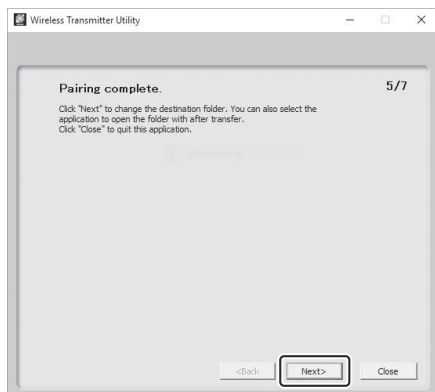 Wireless Transmitter Utility
Pairing complete.
5/7
Click "Next" to change the destination folder. You can also select the
application to open the folder with after transfer.
Click "Close" to quit this application.
<Back
Next>
Close